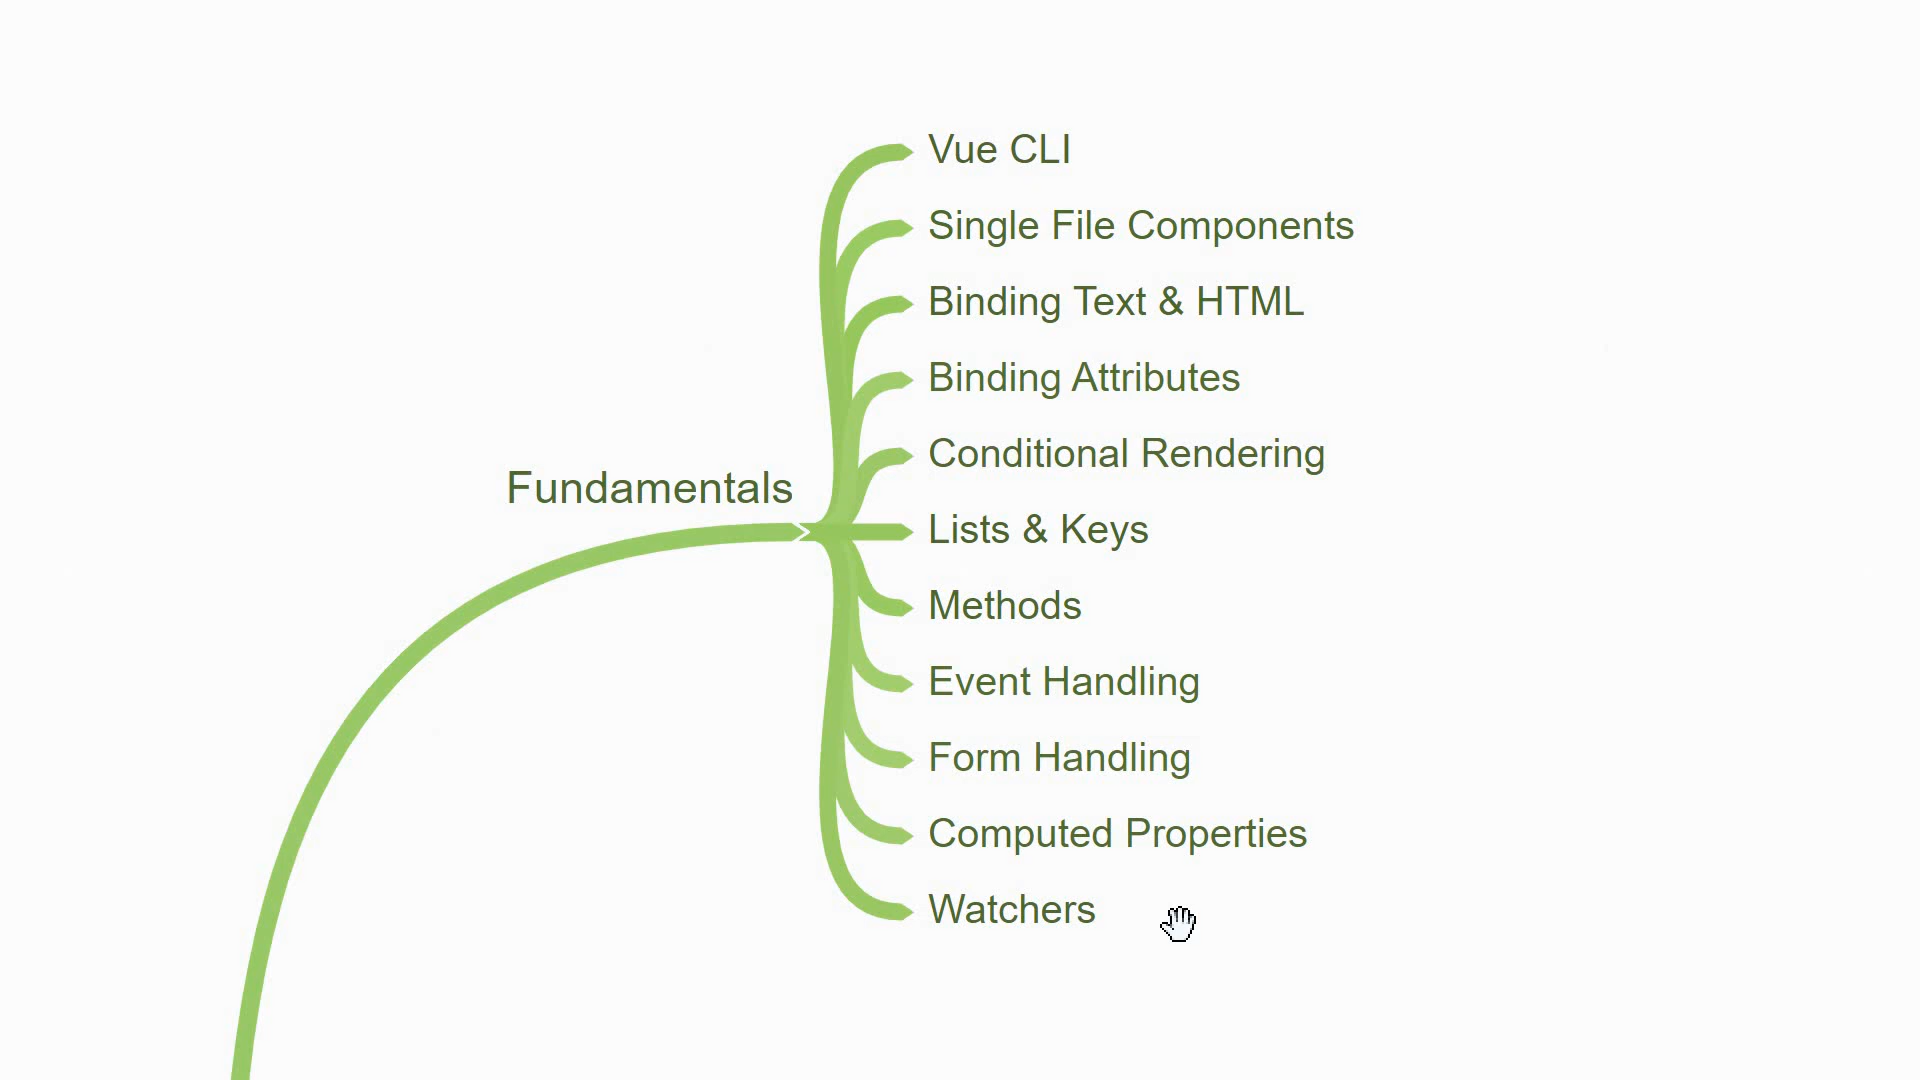 Fundamentals
Vue CLI
Single File Components
Binding Text & HTML
Binding Attributes
Conditional Rendering
Lists & Keys
Methods
Event Handling
Form Handling
Computed Properties
Watchers